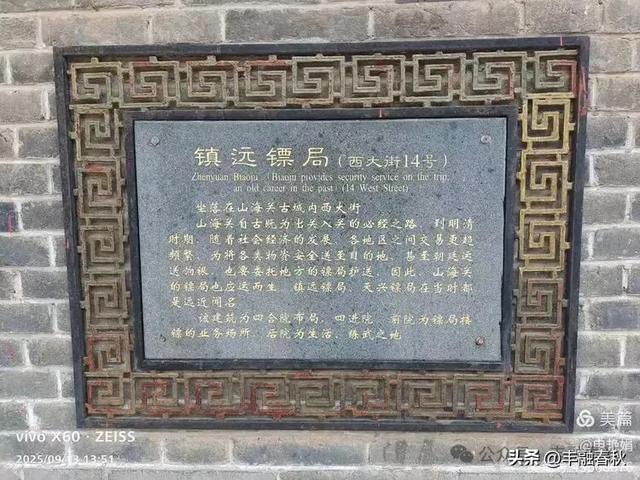 镇远镖局(西大街14号)
Zhenyuan Biaoju (Biaoju provides security service on the trip,
an old career in the past) (14 West Street)
坐落在山海关古城内西大街
山海关自古既为出关入关的必经之路,到明清
时期,随着社会经济的发展,各地区之间交易更趋
频繁,为将各类物资安全送至目的地,甚至朝廷运
送饷银,也要委托地方的镖局护送,因此,山海关
的镖局也应运而生,镇远镖局、天兴镖局在当时都
是远近闻名
该建筑为四合院布局,四进院,前院为镖局接
镖的业务场所,后院为生活、练武之地
vivo X60 · ZEISS
2025/09/13 13:51
美篇
公众号
头条 @丰融春秋